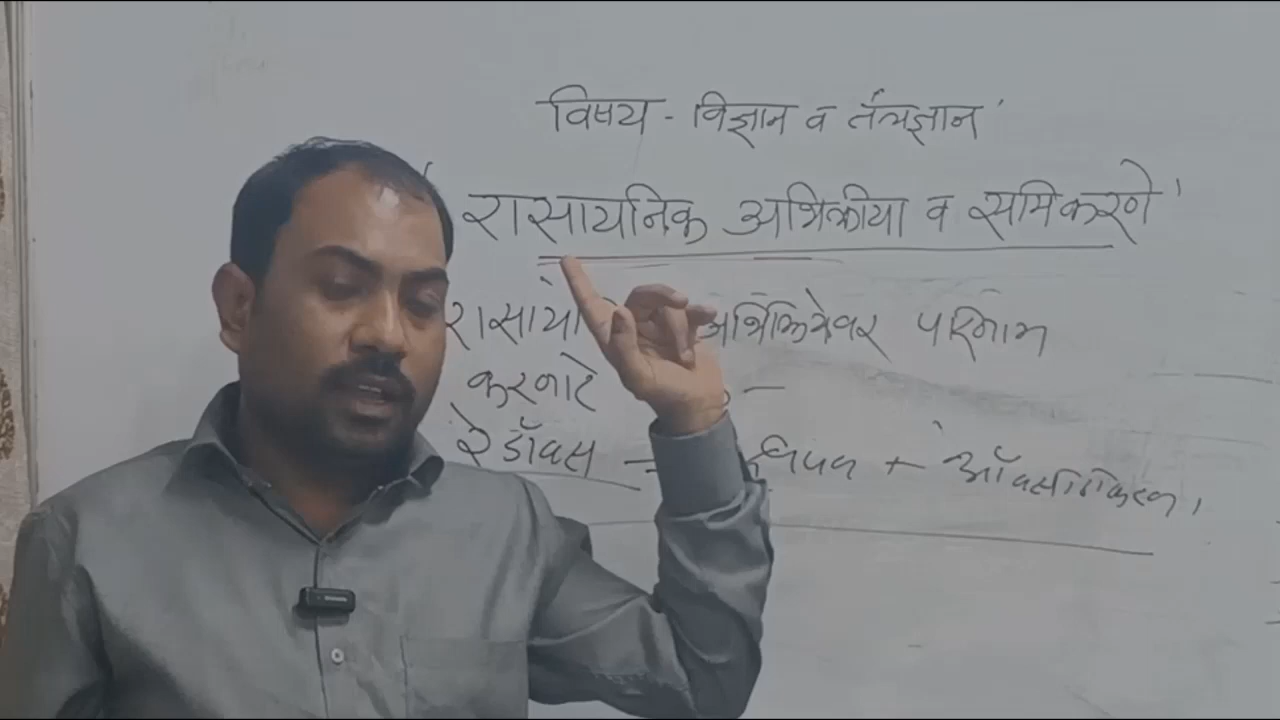 विषय - विज्ञान व तंत्रज्ञान'
'रासायनिक अभिक्रीया व समिकरणे'
अभिक्रियेवर परिणाम
करणारे
रेडॉक्स + ऑक्सीडीकरण,